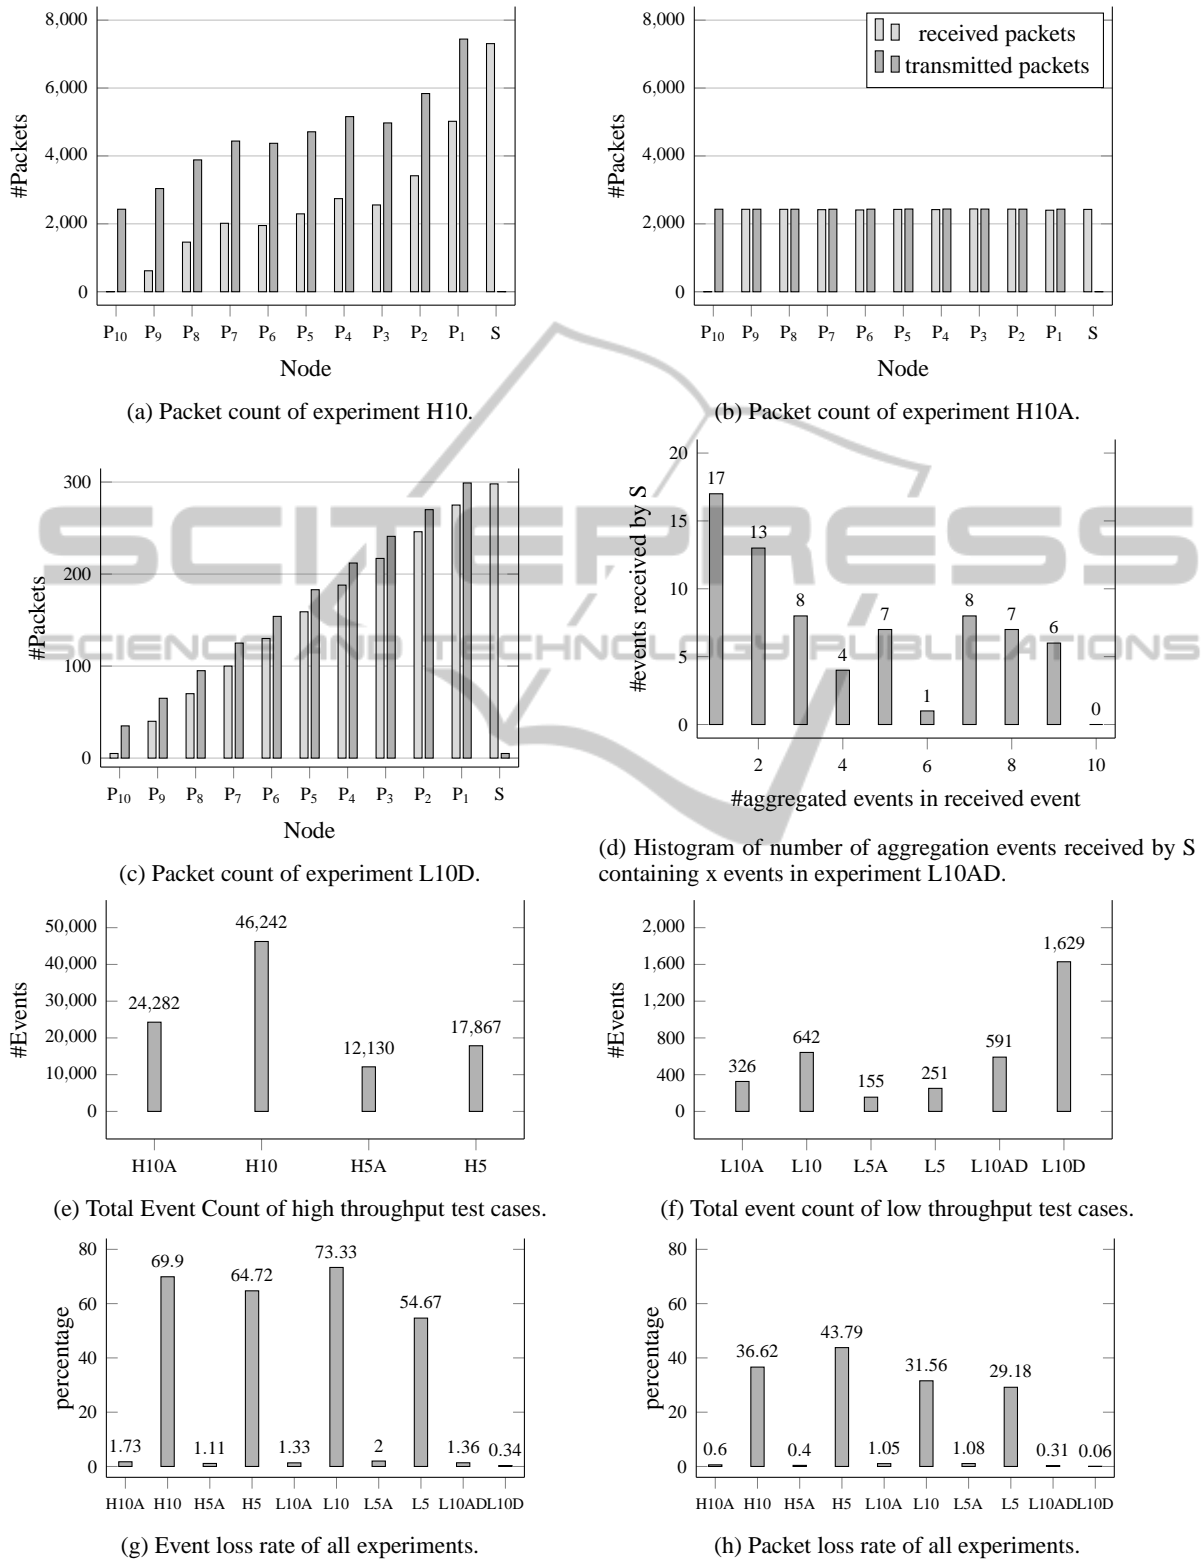 8,000
6,000
4,000
2,000
0
#Packets
P10 P9 P8 P7 P6 P5 P4 P3 P2 P1 S
Node
(a) Packet count of experiment H10.
8,000
6,000
4,000
2,000
0
#Packets
received packets
transmitted packets
P10 P9 P8 P7 P6 P5 P4 P3 P2 P1 S
Node
(b) Packet count of experiment H10A.
300
200
100
0
#Packets
P10 P9 P8 P7 P6 P5 P4 P3 P2 P1 S
Node
(c) Packet count of experiment L10D.
20
15
10
5
0
#events received by S
17
13
8
4
7
1
8
7
6
0
2 4 6 8 10
#aggregated events in received event
(d) Histogram of number of aggregation events received by S
containing x events in experiment L10AD.
SCITEPRESS
SCIENCE AND TECHNOLOGY PUBLICATIONS
50,000
40,000
30,000
20,000
10,000
0
#Events
24,282
46,242
12,130
17,867
H10A H10 H5A H5
(e) Total Event Count of high throughput test cases.
2,000
1,600
1,200
800
400
0
#Events
326
642
155
251
591
1,629
L10A L10 L5A L5 L10AD L10D
(f) Total event count of low throughput test cases.
80
60
40
20
0
percentage
1.73
69.9
1.11
64.72
1.33
73.33
2
54.67
1.36
0.34
H10A H10 H5A H5 L10A L10 L5A L5 L10AD L10D
(g) Event loss rate of all experiments.
80
60
40
20
0
percentage
0.6
36.62
0.4
43.79
1.05
31.56
1.08
29.18
0.31
0.06
H10A H10 H5A H5 L10A L10 L5A L5 L10AD L10D
(h) Packet loss rate of all experiments.